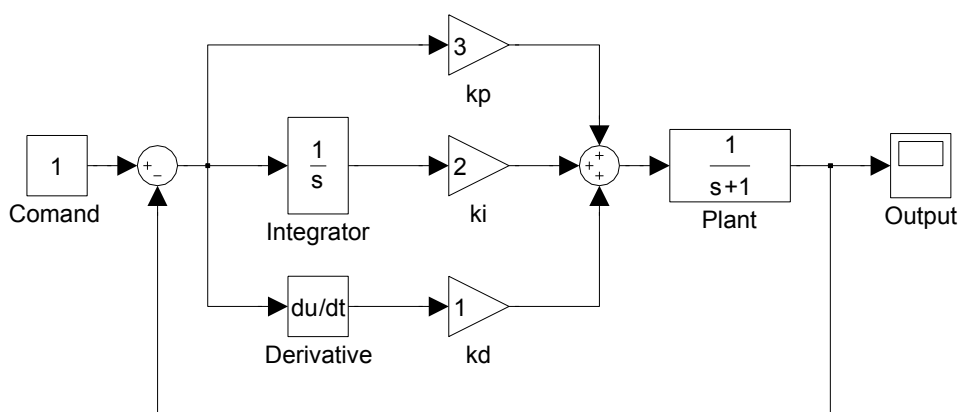 3
kp
1
Comand
+
−
1
s
Integrator
2
ki
+
+
+
1
s+1
Plant
Output
du/dt
Derivative
1
kd